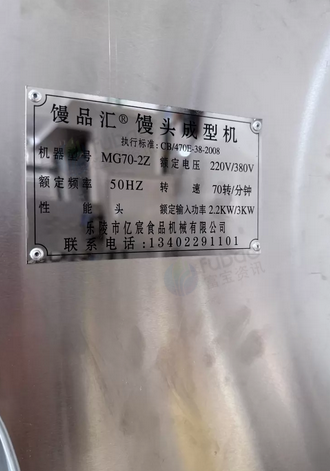 馒品汇® 馒头成型机
执行标准: CB/470E-38-2008
机器型号 MG70-2Z 额定电压 220V/380V
额定频率 50HZ 转速 70转/分钟
性能 头 额定输入功率 2.2KW/3KW
乐陵市亿宸食品机械有限公司
联系电话:13402291101